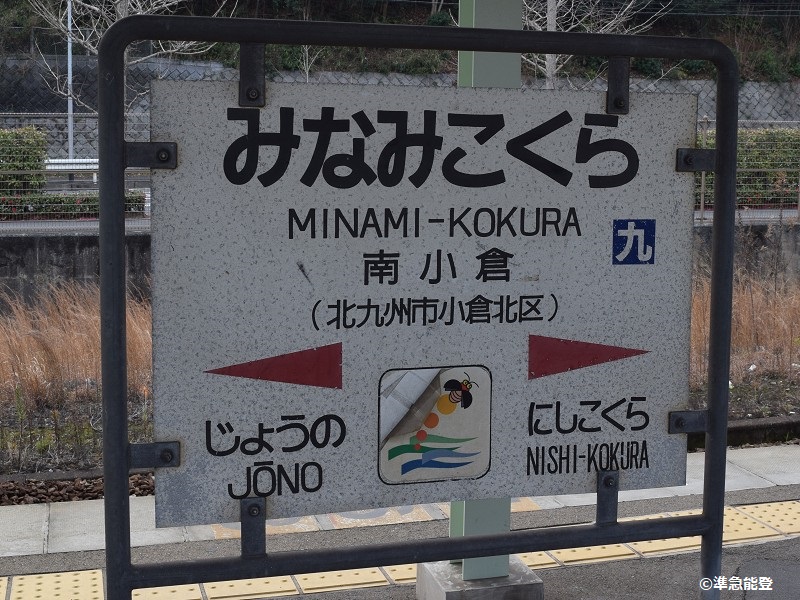 みなみこくら
MINAMI-KOKURA
南小倉
九
（北九州市小倉北区）
じょうの
JŌNO
にしこくら
NISHI-KOKURA
©準急能登